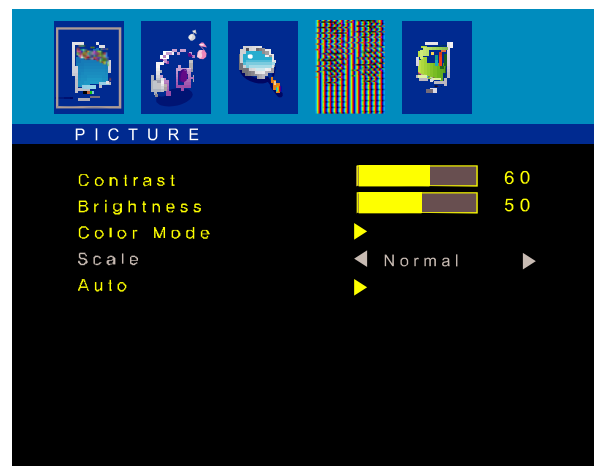 PICTURE
Contrast 60
Brightness 50
Color Mode
Scale Normal
Auto